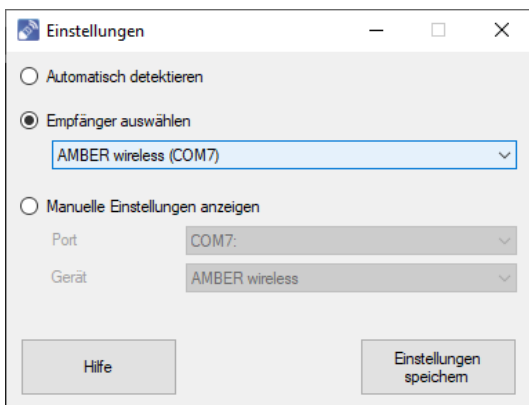 Einstellungen
Automatisch detektieren
Empfänger auswählen
AMBER wireless (COM7)
Manuelle Einstellungen anzeigen
Port COM7:
Gerät AMBER wireless
Hilfe
Einstellungen
speichern